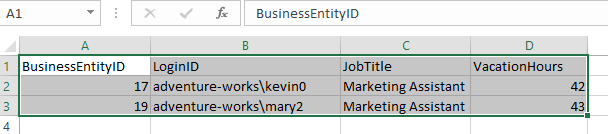 A1 BusinessEntityID
A B C D
1 BusinessEntityID LoginID JobTitle VacationHours
2 17 adventure-works\kevin0 Marketing Assistant 42
3 19 adventure-works\mary2 Marketing Assistant 43
4